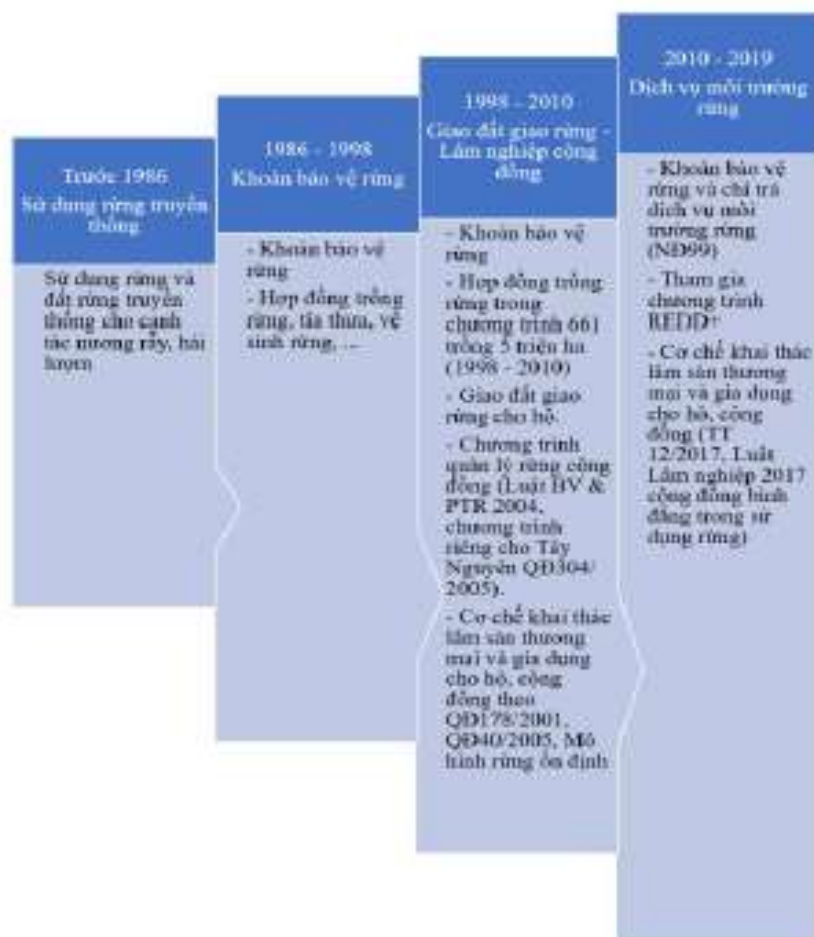 Trước 1986
Sử dụng rừng truyền
thống
Sử dụng rừng và
đất rừng truyền
thống cho canh
tác nương rẫy, hái
lượm
1986 - 1998
Khoán bảo vệ rừng
- Khoán bảo vệ
rừng
- Hợp đồng trồng
rừng, tỉa thưa, vệ
sinh rừng, ...
1998 - 2010
Giao đất giao rừng -
Lâm nghiệp cộng
đồng
- Khoán bảo vệ
rừng
- Hợp đồng trồng
rừng trong
chương trình 661
trồng 5 triệu ha
(1998 - 2010)
- Giao đất giao
rừng cho hộ.
- Chương trình
quản lý rừng cộng
đồng (Luật BV &
PTR 2004,
chương trình
riêng cho Tây
Nguyên QĐ304/
2005).
- Cơ chế khai thác
lâm sản thương
mại và gia dụng
cho hộ, cộng
đồng theo
QĐ178/2001,
QĐ40/2005, Mô
hình rừng ổn định
2010 - 2019
Dịch vụ môi trường
rừng
- Khoán bảo vệ
rừng và chi trả
dịch vụ môi
trường rừng
(NĐ99)
- Tham gia
chương trình
REDD+
- Cơ chế khai thác
lâm sản thương
mại và gia dụng
cho hộ, cộng
đồng (TT
12/2017, Luật
Lâm nghiệp 2017
cộng đồng bình
đẳng trong sử
dụng rừng)